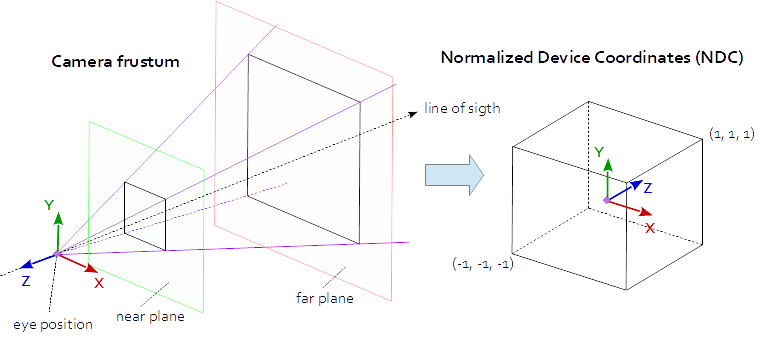 Camera frustum
Normalized Device Coordinates (NDC)
line of sigth
(1, 1, 1)
Y
Z
X
Y
Z
X
(-1, -1, -1)
far plane
near plane
eye position